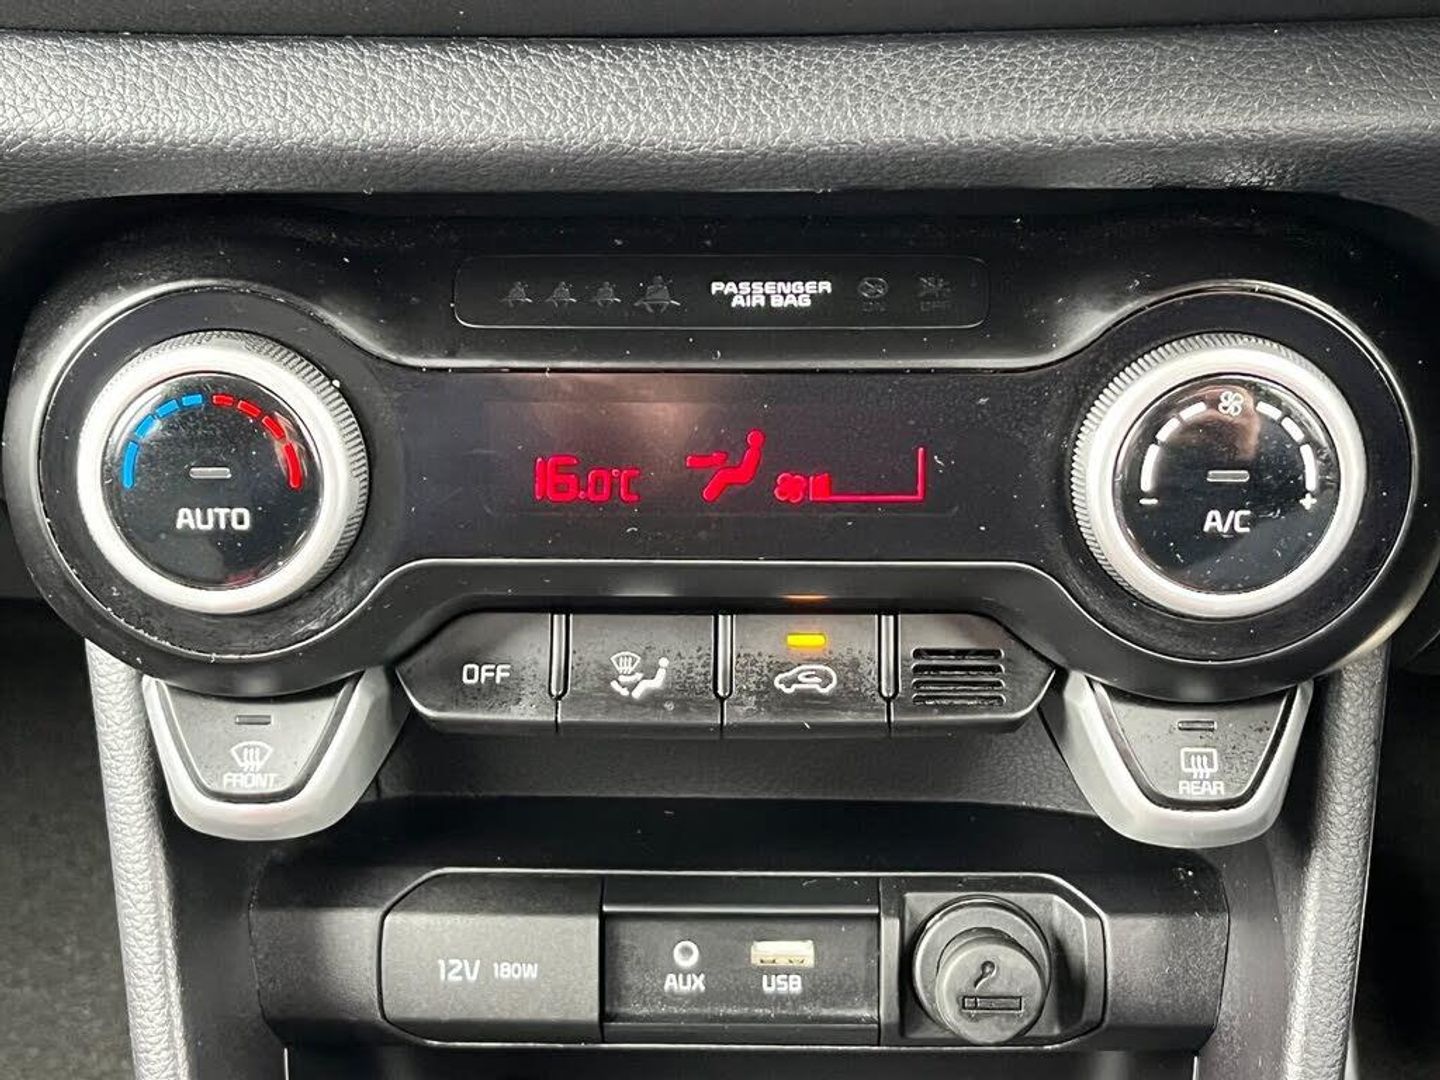 PASSENGER
AIR BAG
16.0°C
AUTO
- +
A/C
OFF
FRONT
REAR
12V 180W
AUX
USB